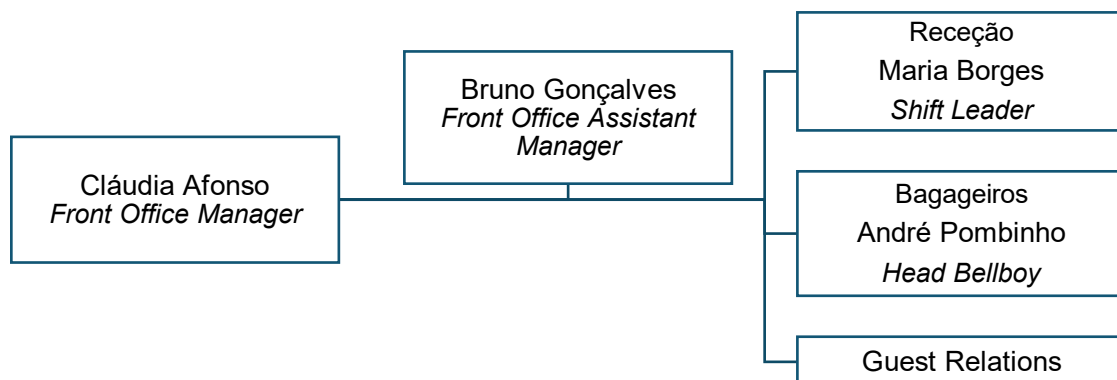 Cláudia Afonso
Front Office Manager
Bruno Gonçalves
Front Office Assistant
Manager
Receção
Maria Borges
Shift Leader
Bagageiros
André Pombinho
Head Bellboy
Guest Relations